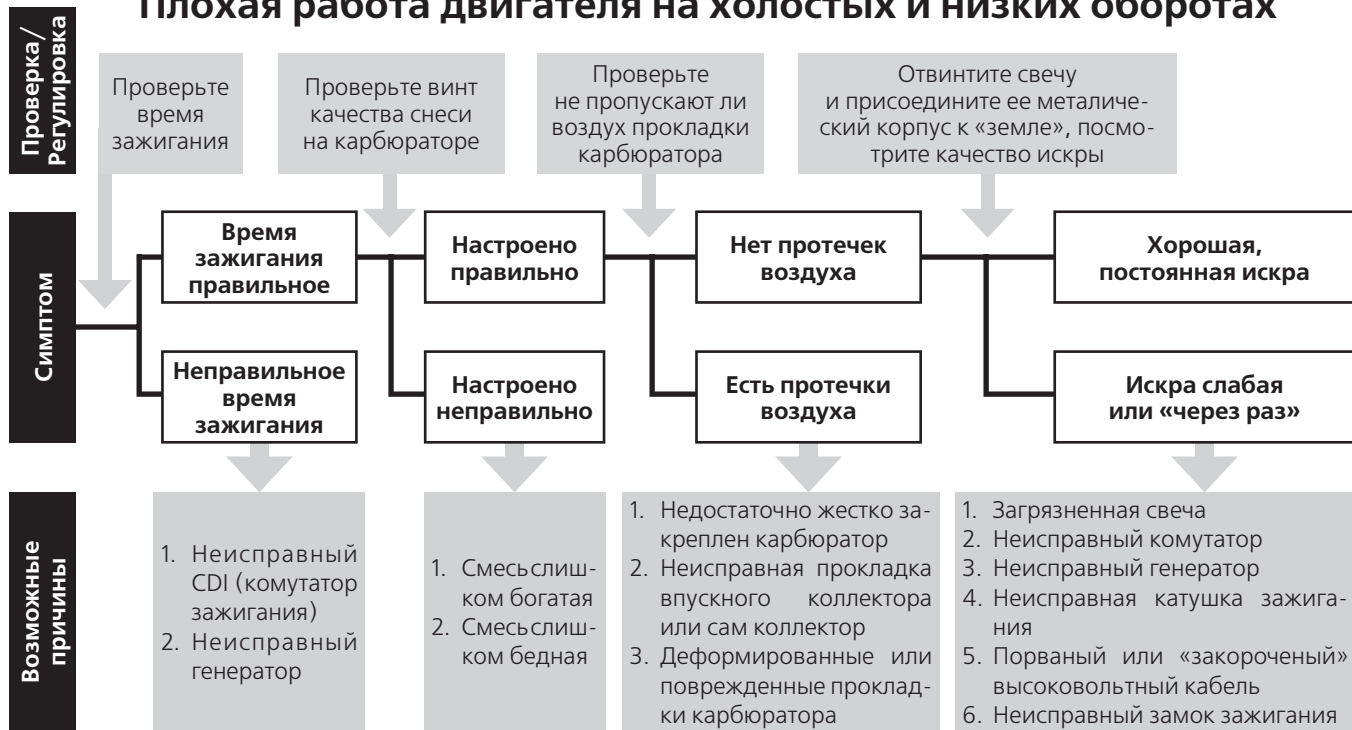 Плохая работа двигателя на холостых и низких оборотах
Проверка/
Регулировка
Проверьте
время
зажигания
Проверьте винт
качества снеси
на карбюраторе
Проверьте
не пропускают ли
воздух прокладки
карбюратора
Отвинтите свечу
и присоедините ее металиче-
ский корпус к «земле», посмо-
трите качество искры
Симптом
Время
зажигания
правильное
Настроено
правильно
Нет протечек
воздуха
Хорошая,
постоянная искра
Неправильное
время
зажигания
Настроено
неправильно
Есть протечки
воздуха
Искра слабая
или «через раз»
Возможные
причины
1. Неисправный
CDI (комутатор
зажигания)
2. Неисправный
генератор
1. Смесь слиш-
ком богатая
2. Смесь слиш-
ком бедная
1. Недостаточно жестко за-
креплен карбюратор
2. Неисправная прокладка
впускного коллектора
или сам коллектор
3. Деформированные или
поврежденные проклад-
ки карбюратора
1. Загрязненная свеча
2. Неисправный комутатор
3. Неисправный генератор
4. Неисправная катушка зажига-
ния
5. Порваный или «закороченый»
высоковольтный кабель
6. Неисправный замок зажигания